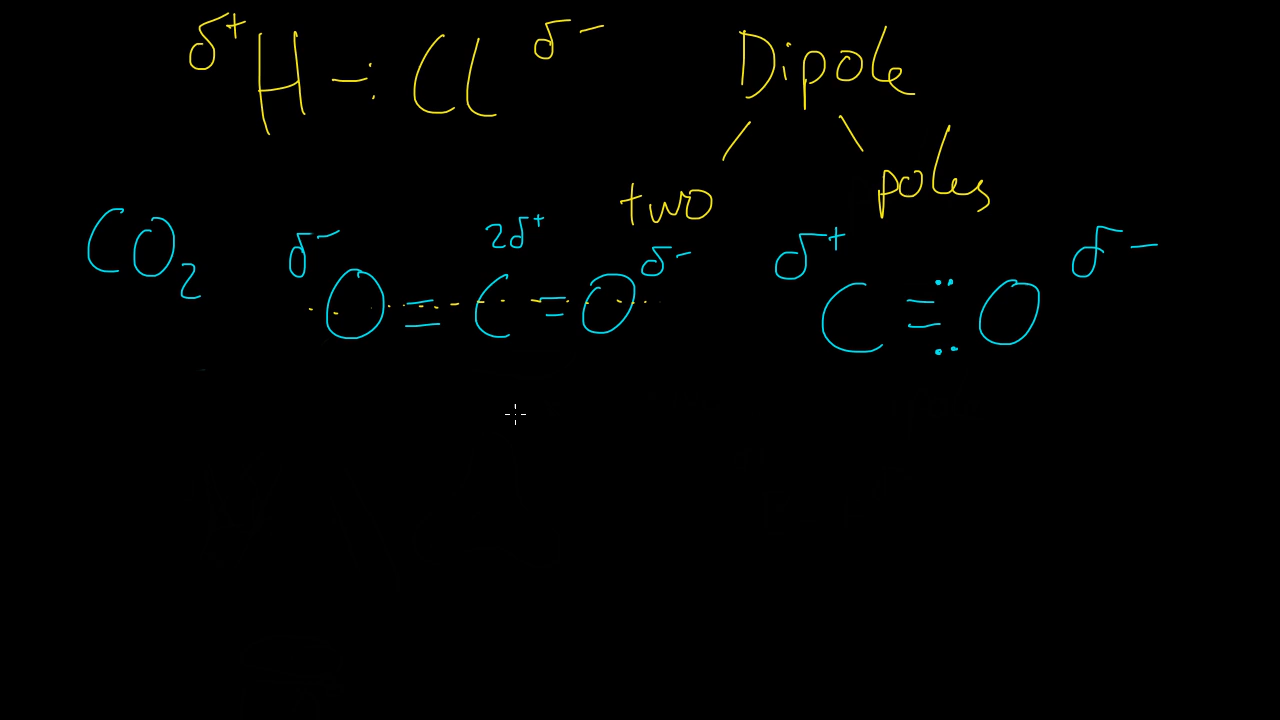 δ+ H–:Cl δ– Dipole
two poles
CO₂ δ– O = 2δ+ C = O δ– δ+ C = O δ–